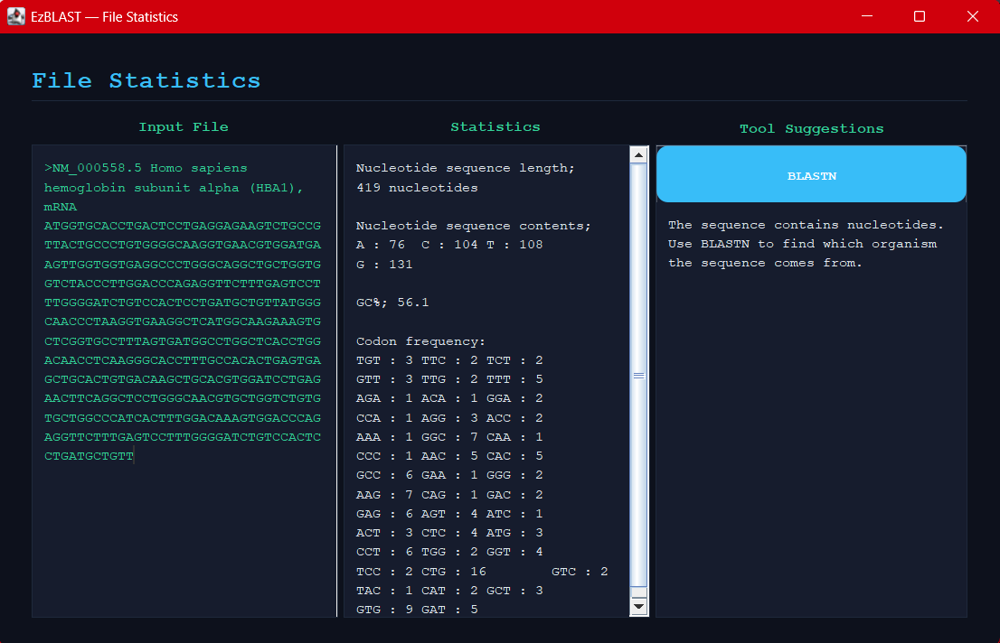 EzBLAST — File Statistics
File Statistics
Input File
>NM_000558.5 Homo sapiens
hemoglobin subunit alpha (HBA1),
mRNA
ATGGTGCACCTGACTCCTGAGGAGAAGTCTGCCG
TTACTGCCCTGTGGGGCAAGGTGAACGTGGATGA
AGTTGGTGGTGAGGCCCTGGGCAGGCTGCTGGTG
GTCTACCCTTGGACCCAGAGGTTCTTTGAGTCCT
TTGGGGATCTGTCCACTCCTGATGCTGTTATGGG
CAACCCTAAGGTGAAGGCTCATGGCAAGAAAGTG
CTCGGTGCCTTTAGTGATGGCCTGGCTCACCTGG
ACAACCTCAAGGGCACCTTTGCCACACTGAGTGA
GCTGCACTGTGACAAGCTGCACGTGGATCCTGAG
AACTTCAGGCTCCTGGGCAACGTGCTGGTCTGTG
TGCTGGCCCATCACTTTGGACAAAGTGGACCCAG
AGGTTCTTTGAGTCCTTTGGGGATCTGTCCACTC
CTGATGCTGTT
Statistics
Nucleotide sequence length;
419 nucleotides
Nucleotide sequence contents;
A : 76  C : 104 T : 108
G : 131
GC%; 56.1
Codon frequency:
TGT : 3 TTC : 2 TCT : 2
GTT : 3 TTG : 2 TTT : 5
AGA : 1 ACA : 1 GGA : 2
CCA : 1 AGG : 3 ACC : 2
AAA : 1 GGC : 7 CAA : 1
CCC : 1 AAC : 5 CAC : 5
GCC : 6 GAA : 1 GGG : 2
AAG : 7 CAG : 1 GAC : 2
GAG : 6 AGT : 4 ATC : 1
ACT : 3 CTC : 4 ATG : 3
CCT : 6 TGG : 2 GGT : 4
TCC : 2 CTG : 16        GTC : 2
TAC : 1 CAT : 2 GCT : 3
GTG : 9 GAT : 5
Tool Suggestions
BLASTN
The sequence contains nucleotides.
Use BLASTN to find which organism
the sequence comes from.